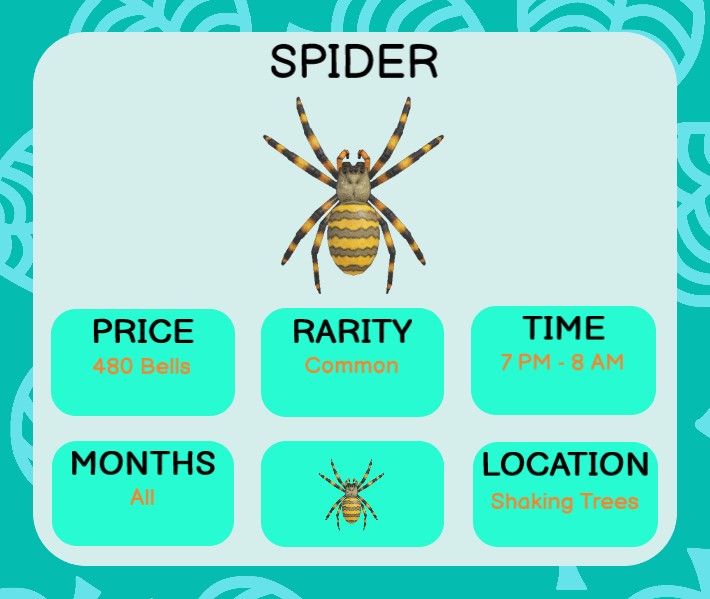 SPIDER
PRICE
480 Bells
RARITY
Common
TIME
7 PM - 8 AM
MONTHS
All
LOCATION
Shaking Trees